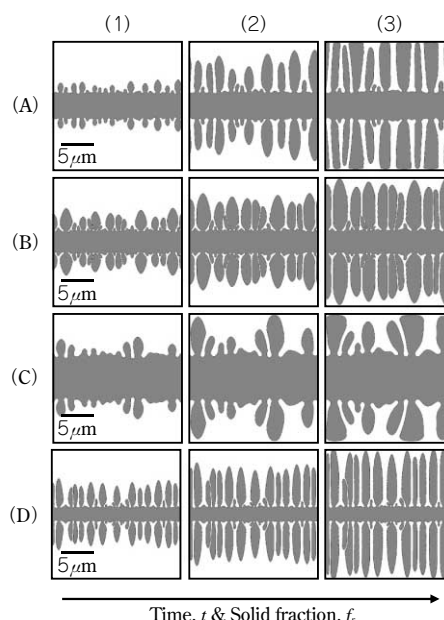 (1) (2) (3)
(A)
5μm
(B)
5μm
(C)
5μm
(D)
5μm
Time, t & Solid fraction, fs